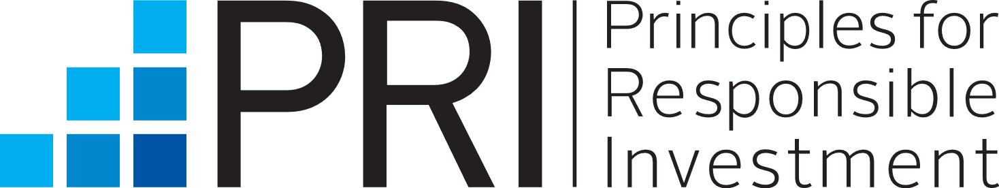 PRI
Principles for
Responsible
Investment